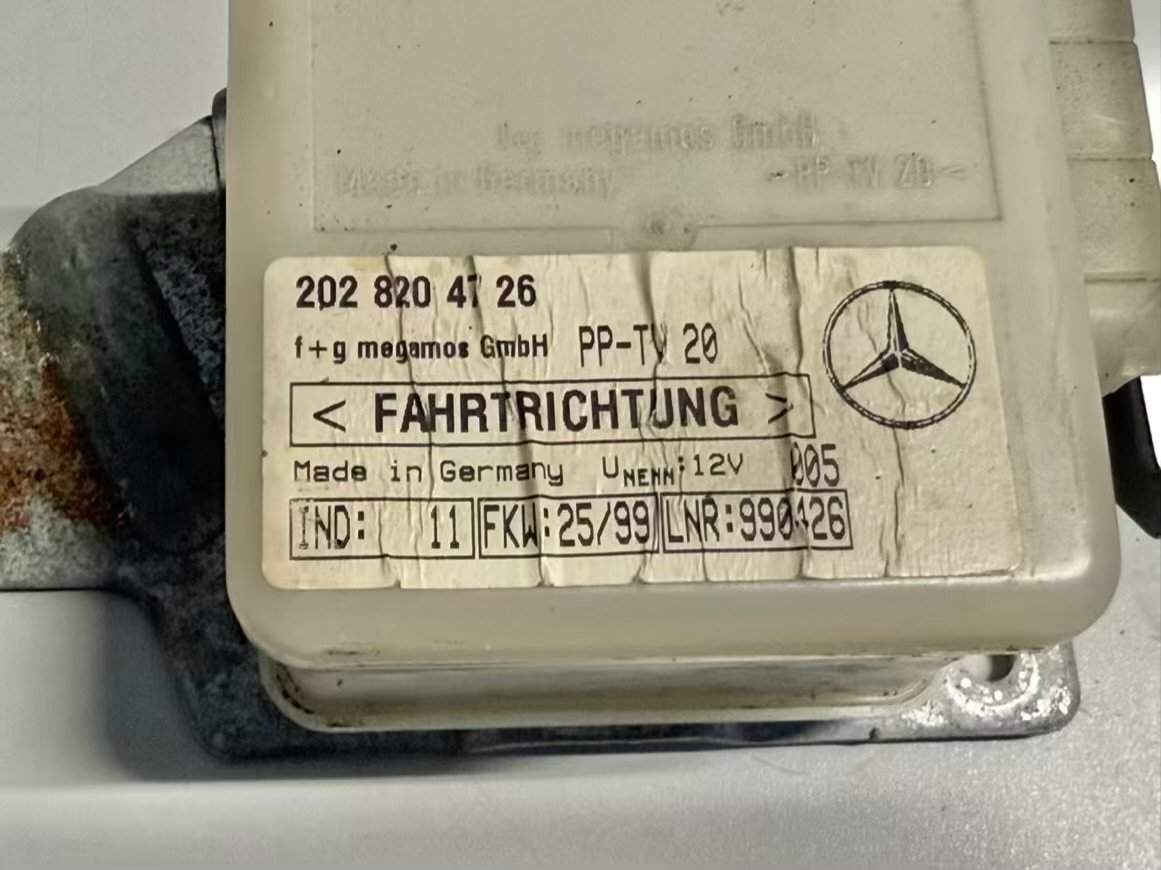 f+g megamos GmbH
Made in Germany >PP-TV 20<
202 820 47 26
f+g megamos GmbH PP-TV 20
< FAHRTRICHTUNG >
Made in Germany UNENN:12V 005
IND: 11 FKW:25/99 LNR:990426